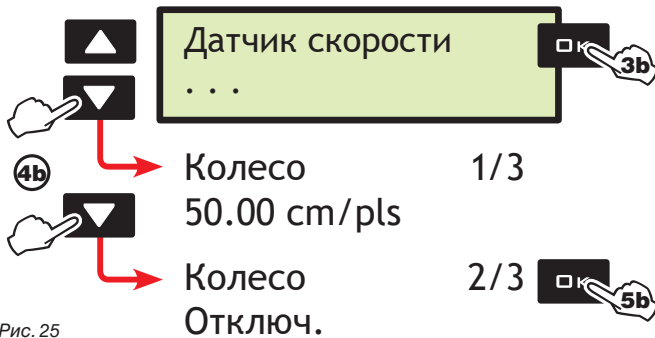 Датчик скорости
. . .
OK
3b
4b
Колесо 1/3
50.00 cm/pls
Колесо 2/3
Отключ.
OK
5b
Рис. 25